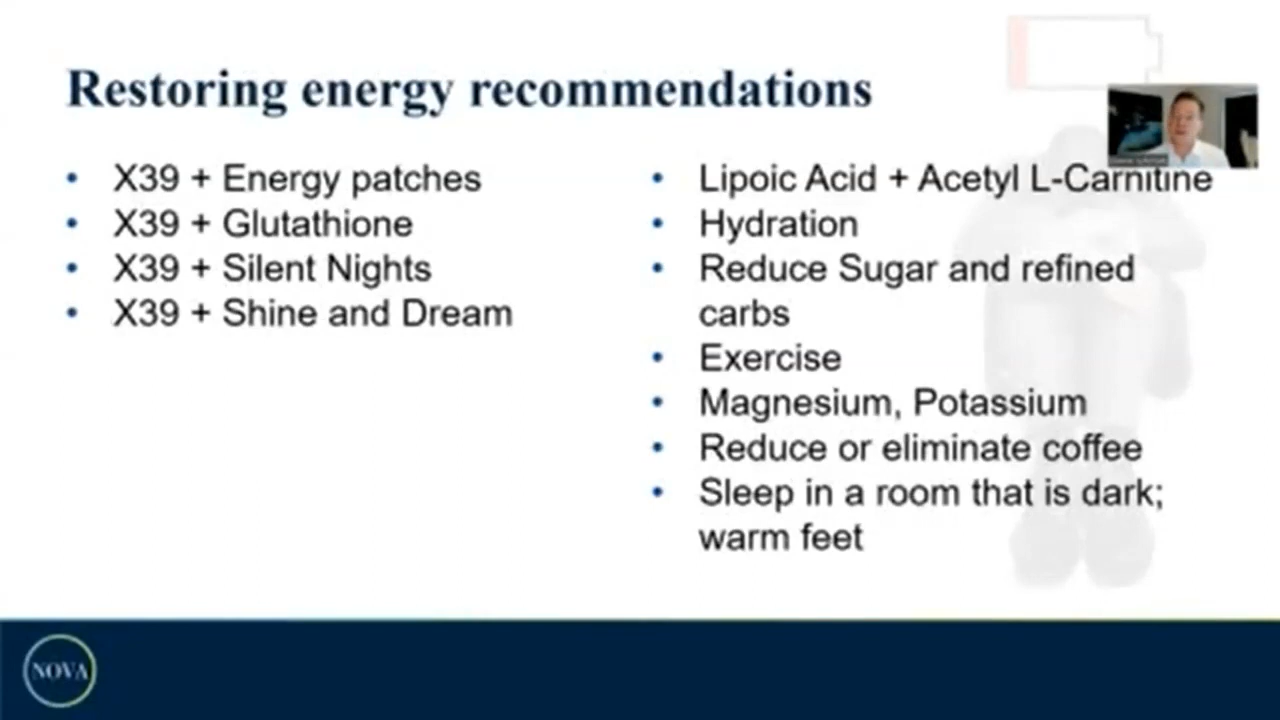 Restoring energy recommendations
• X39 + Energy patches
• X39 + Glutathione
• X39 + Silent Nights
• X39 + Shine and Dream
• Lipoic Acid + Acetyl L-Carnitine
• Hydration
• Reduce Sugar and refined
carbs
• Exercise
• Magnesium, Potassium
• Reduce or eliminate coffee
• Sleep in a room that is dark;
warm feet
NOVA